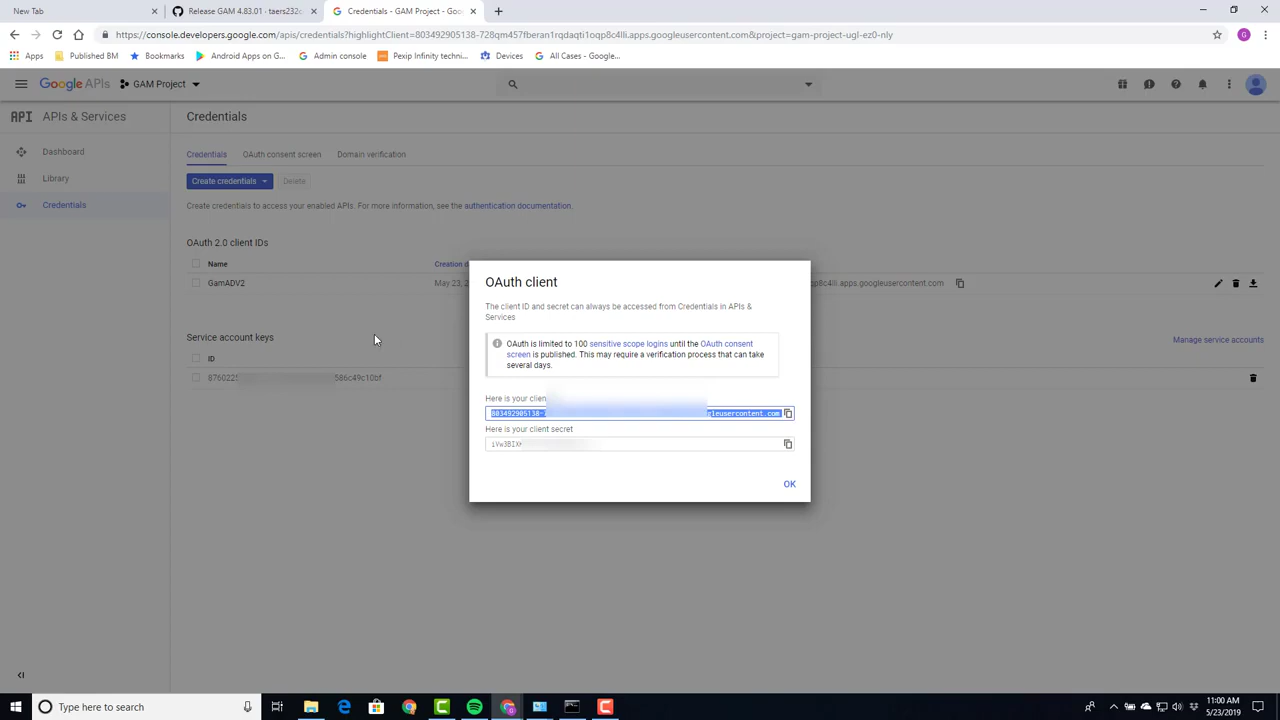 New Tab
Release GAM 4.83.01 · taers232c
Credentials - GAM Project - Goog
https://console.developers.google.com/apis/credentials?highlightClient=803492905138-728qm457fberan1rqdaqti1oqp8c4lli.apps.googleusercontent.com&project=gam-project-ugl-ez0-nly
G
Apps
Published BM
Bookmarks
Android Apps on G...
Admin console
Pexip Infinity techni...
Devices
All Cases - Google...
Google APIs
GAM Project
API APIs & Services
Credentials
Dashboard
Library
Credentials
Credentials
OAuth consent screen
Domain verification
Create credentials
Delete
Create credentials to access your enabled APIs. For more information, see the authentication documentation.
OAuth 2.0 client IDs
Name
Creation d
GamADV2
May 23, 2
qp8c4lli.apps.googleusercontent.com
Service account keys
Manage service accounts
ID
876022
586c49c10bf
OAuth client
The client ID and secret can always be accessed from Credentials in APIs &
Services
OAuth is limited to 100 sensitive scope logins until the OAuth consent
screen is published. This may require a verification process that can take
several days.
Here is your clien
803492905138-
gleusercontent.com
Here is your client secret
iVw3BIX
OK
Type here to search
11:00 AM
5/23/2019